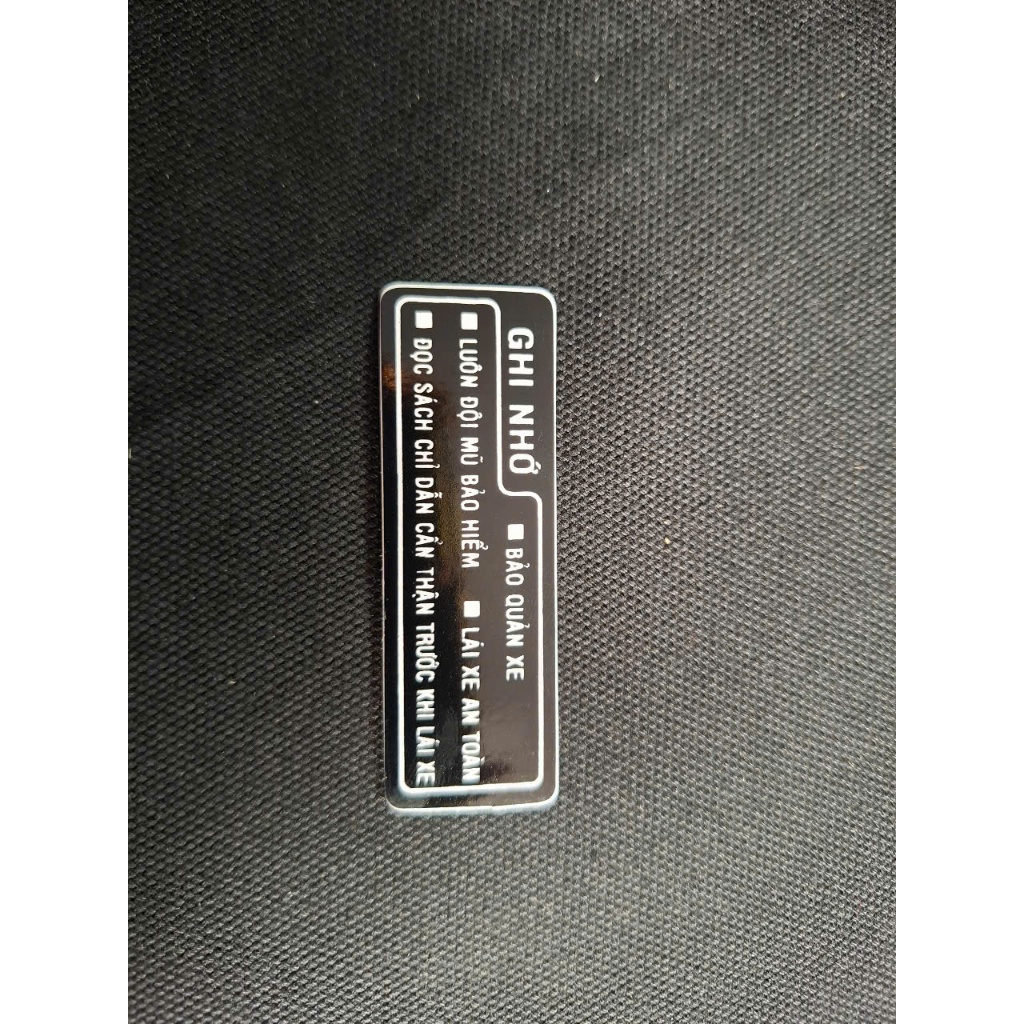 GHI NHỚ ■ BẢO QUẢN XE
■ LUÔN ĐỘI MŨ BẢO HIỂM ■ LÁI XE AN TOÀN
■ ĐỌC SÁCH CHỈ DẪN CẨN THẬN TRƯỚC KHI LÁI XE